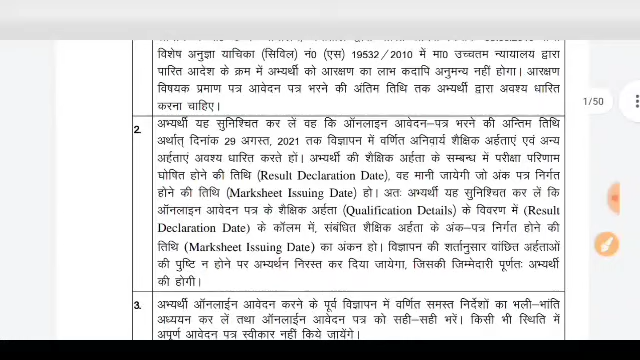 विशेष अनुज्ञा याचिका (सिविल) नं0 (एस) 19532/2010 में मा0 उच्चतम न्यायालय द्वारा
पारित आदेश के क्रम में अभ्यर्थी को आरक्षण का लाभ कदापि अनुमन्य नहीं होगा। आरक्षण
विषयक प्रमाण पत्र आवेदन पत्र भरने की अंतिम तिथि तक अभ्यर्थी द्वारा अवश्य धारित
करना चाहिए।
1/50
2. अभ्यर्थी यह सुनिश्चित कर लें वह कि ऑनलाइन आवेदन–पत्र भरने की अन्तिम तिथि
अर्थात् दिनांक 29 अगस्त, 2021 तक विज्ञापन में वर्णित अनिवार्य शैक्षिक अर्हताएं एवं अन्य
अर्हताएं अवश्य धारित करते हों। अभ्यर्थी की शैक्षिक अर्हता के सम्बन्ध में परीक्षा परिणाम
घोषित होने की तिथि (Result Declaration Date), वह मानी जायेगी जो अंक पत्र निर्गत
होने की तिथि (Marksheet Issuing Date) हो। अतः अभ्यर्थी यह सुनिश्चित कर लें कि
ऑनलाइन आवेदन पत्र के शैक्षिक अर्हता (Qualification Details) के विवरण में (Result
Declaration Date) के कॉलम में, संबंधित शैक्षिक अर्हता के अंक–पत्र निर्गत होने की
तिथि (Marksheet Issuing Date) का अंकन हो। विज्ञापन की शर्तानुसार वांछित अर्हताओं
की पुष्टि न होने पर अभ्यर्थन निरस्त कर दिया जायेगा, जिसकी जिम्मेदारी पूर्णतः अभ्यर्थी
की होगी।
3. अभ्यर्थी ऑनलाईन आवेदन करने के पूर्व विज्ञापन में वर्णित समस्त निर्देशों का भली–भांति
अध्ययन कर लें तथा ऑनलाईन आवेदन पत्र को सही–सही भरें। किसी भी स्थिति में
अपूर्ण आवेदन पत्र स्वीकार नहीं किये जायेंगे।